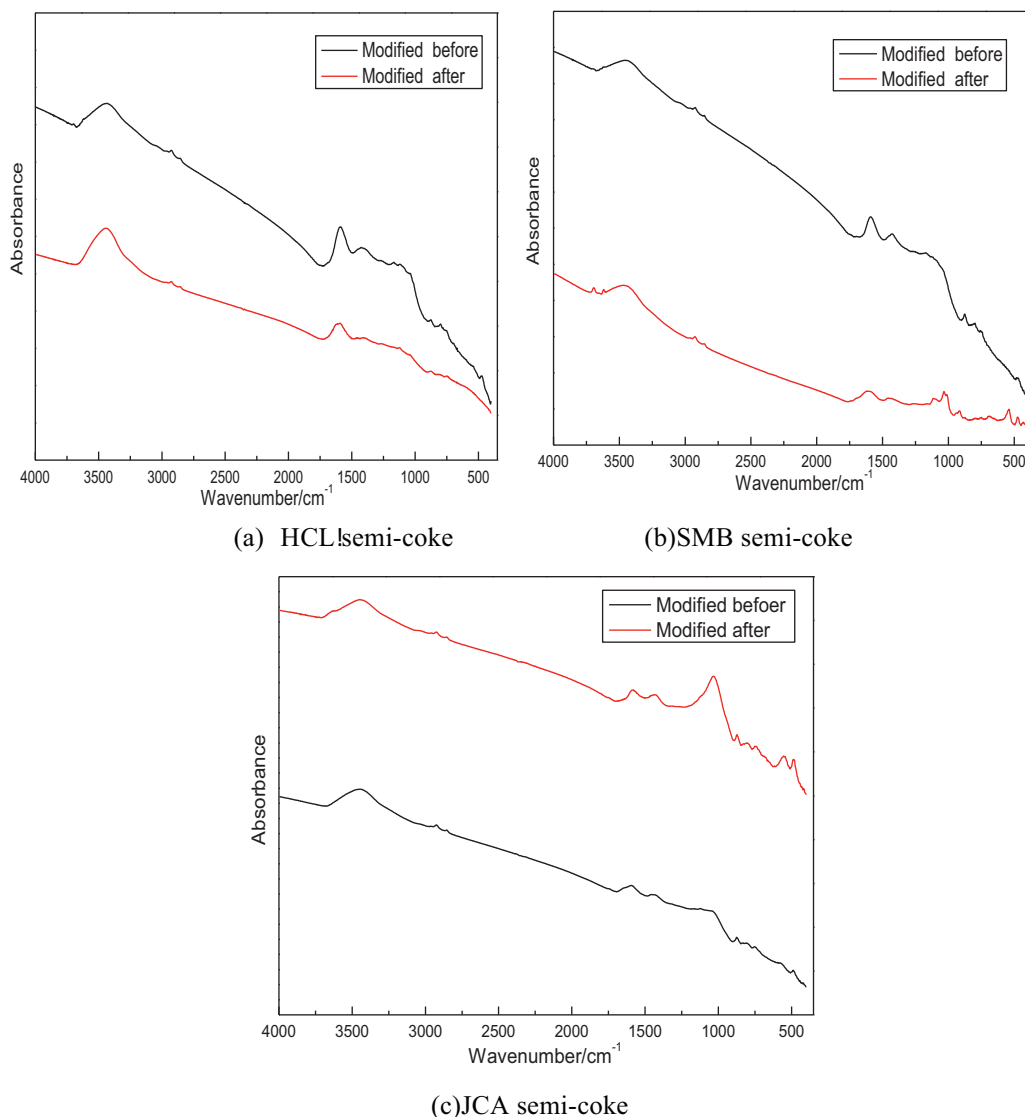 Modified before
Modified after
Absorbance
4000 3500 3000 2500 2000 1500 1000 500
Wavenumber/cm-1
(a) HCL!semi-coke
Modified before
Modified after
Absorbance
4000 3500 3000 2500 2000 1500 1000 500
Wavenumber/cm-1
(b)SMB semi-coke
Modified befoer
Modified after
Absorbance
4000 3500 3000 2500 2000 1500 1000 500
Wavenumber/cm-1
(c)JCA semi-coke